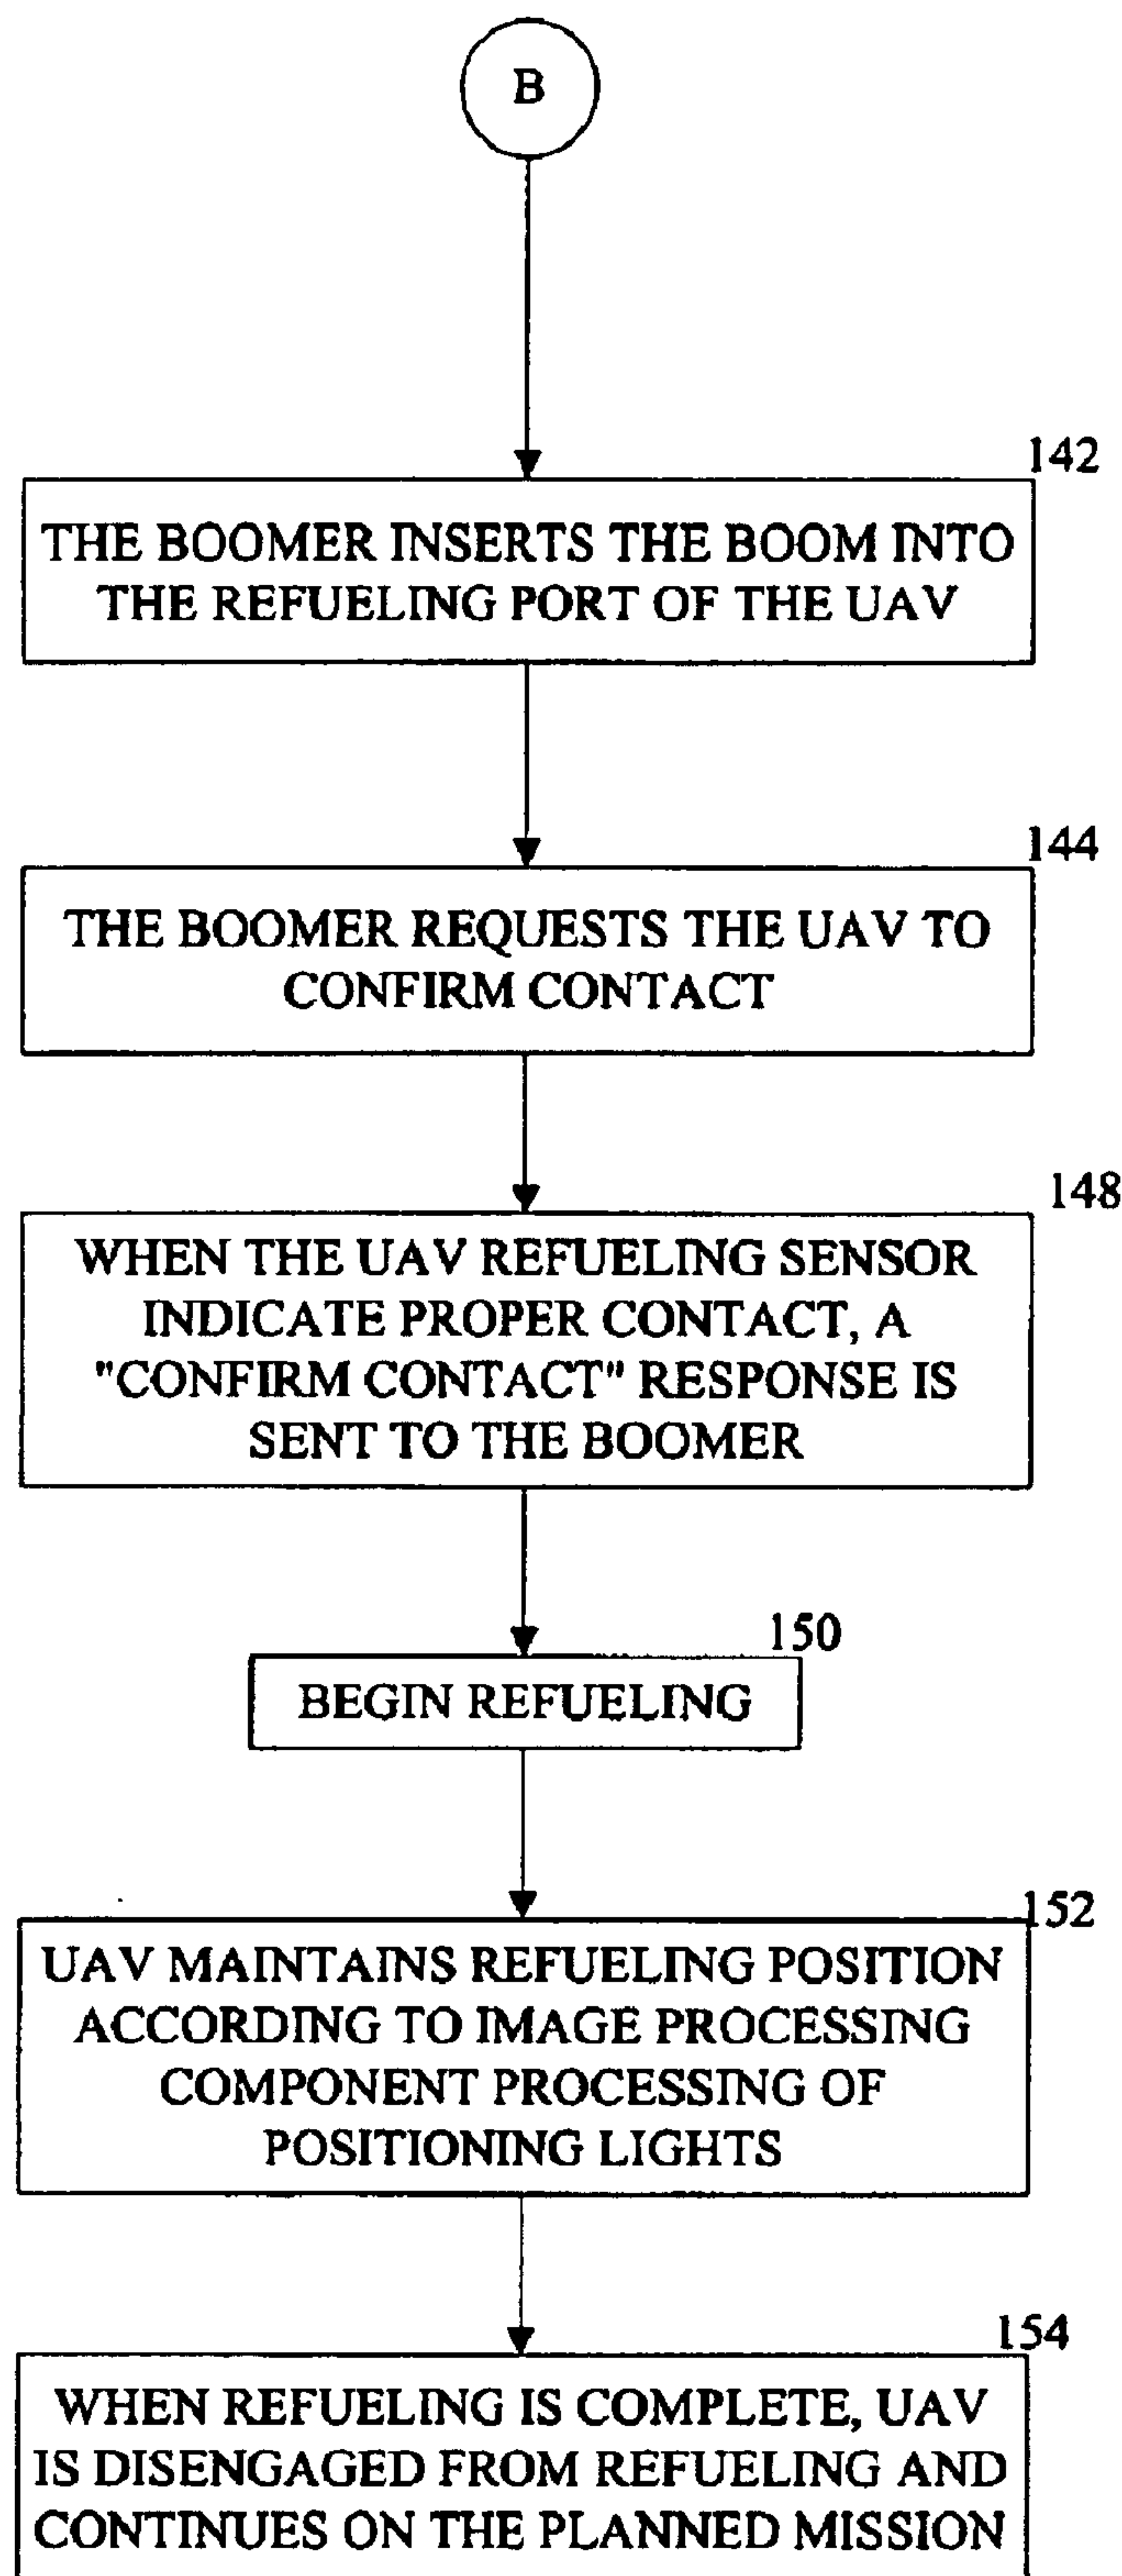 B
142
THE BOOMER INSERTS THE BOOM INTO
THE REFUELING PORT OF THE UAV
144
THE BOOMER REQUESTS THE UAV TO
CONFIRM CONTACT
148
WHEN THE UAV REFUELING SENSOR
INDICATE PROPER CONTACT, A
"CONFIRM CONTACT" RESPONSE IS
SENT TO THE BOOMER
150
BEGIN REFUELING
152
UAV MAINTAINS REFUELING POSITION
ACCORDING TO IMAGE PROCESSING
COMPONENT PROCESSING OF
POSITIONING LIGHTS
154
WHEN REFUELING IS COMPLETE, UAV
IS DISENGAGED FROM REFUELING AND
CONTINUES ON THE PLANNED MISSION